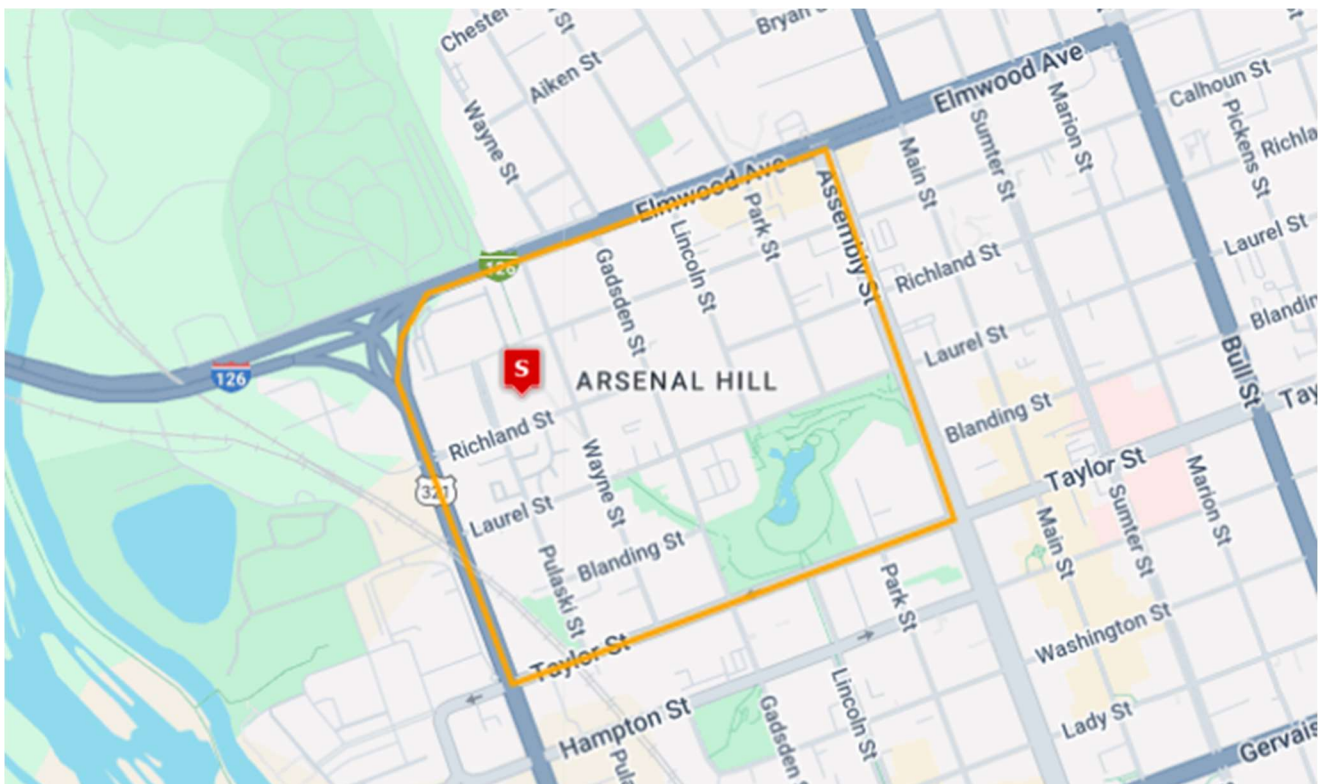 Chester
St
Bryan S
Aiken St
Elmwood Ave
Calhoun St
Wayne St
Sumter St
Marion St
Pickens St
Richla
Main St
Elmwood Ave
Assembly St
Park St
Lincoln St
Gadsden St
126
Richland St
Laurel St
Blandin
126
S
ARSENAL HILL
Laurel St
Bull St
Tay
Richland St
Blanding St
Wayne St
Taylor St
321
Laurel St
Marion St
Sumter St
Main St
Blanding St
Pulaski St
Park St
Taylor St
Washington St
Hampton St
Gadsden S
Lincoln St
Lady St
Pula
Gervais